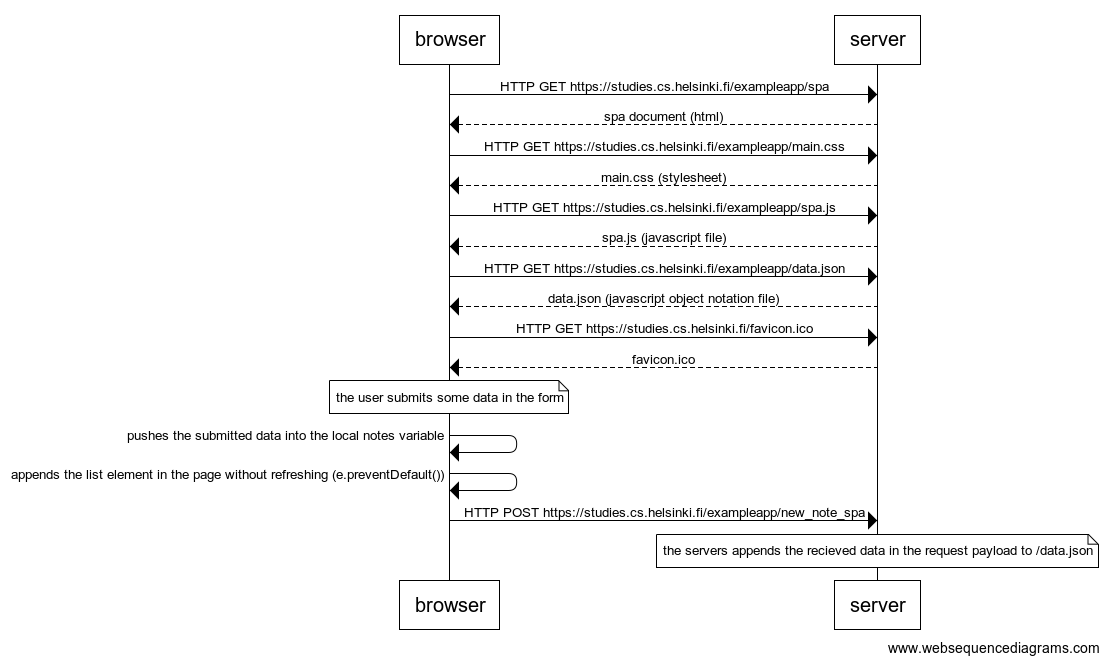 browser
server
HTTP GET https://studies.cs.helsinki.fi/exampleapp/spa
spa document (html)
HTTP GET https://studies.cs.helsinki.fi/exampleapp/main.css
main.css (stylesheet)
HTTP GET https://studies.cs.helsinki.fi/exampleapp/spa.js
spa.js (javascript file)
HTTP GET https://studies.cs.helsinki.fi/exampleapp/data.json
data.json (javascript object notation file)
HTTP GET https://studies.cs.helsinki.fi/favicon.ico
favicon.ico
the user submits some data in the form
pushes the submitted data into the local notes variable
appends the list element in the page without refreshing (e.preventDefault())
HTTP POST https://studies.cs.helsinki.fi/exampleapp/new_note_spa
the servers appends the recieved data in the request payload to /data.json
browser
server
www.websequencediagrams.com